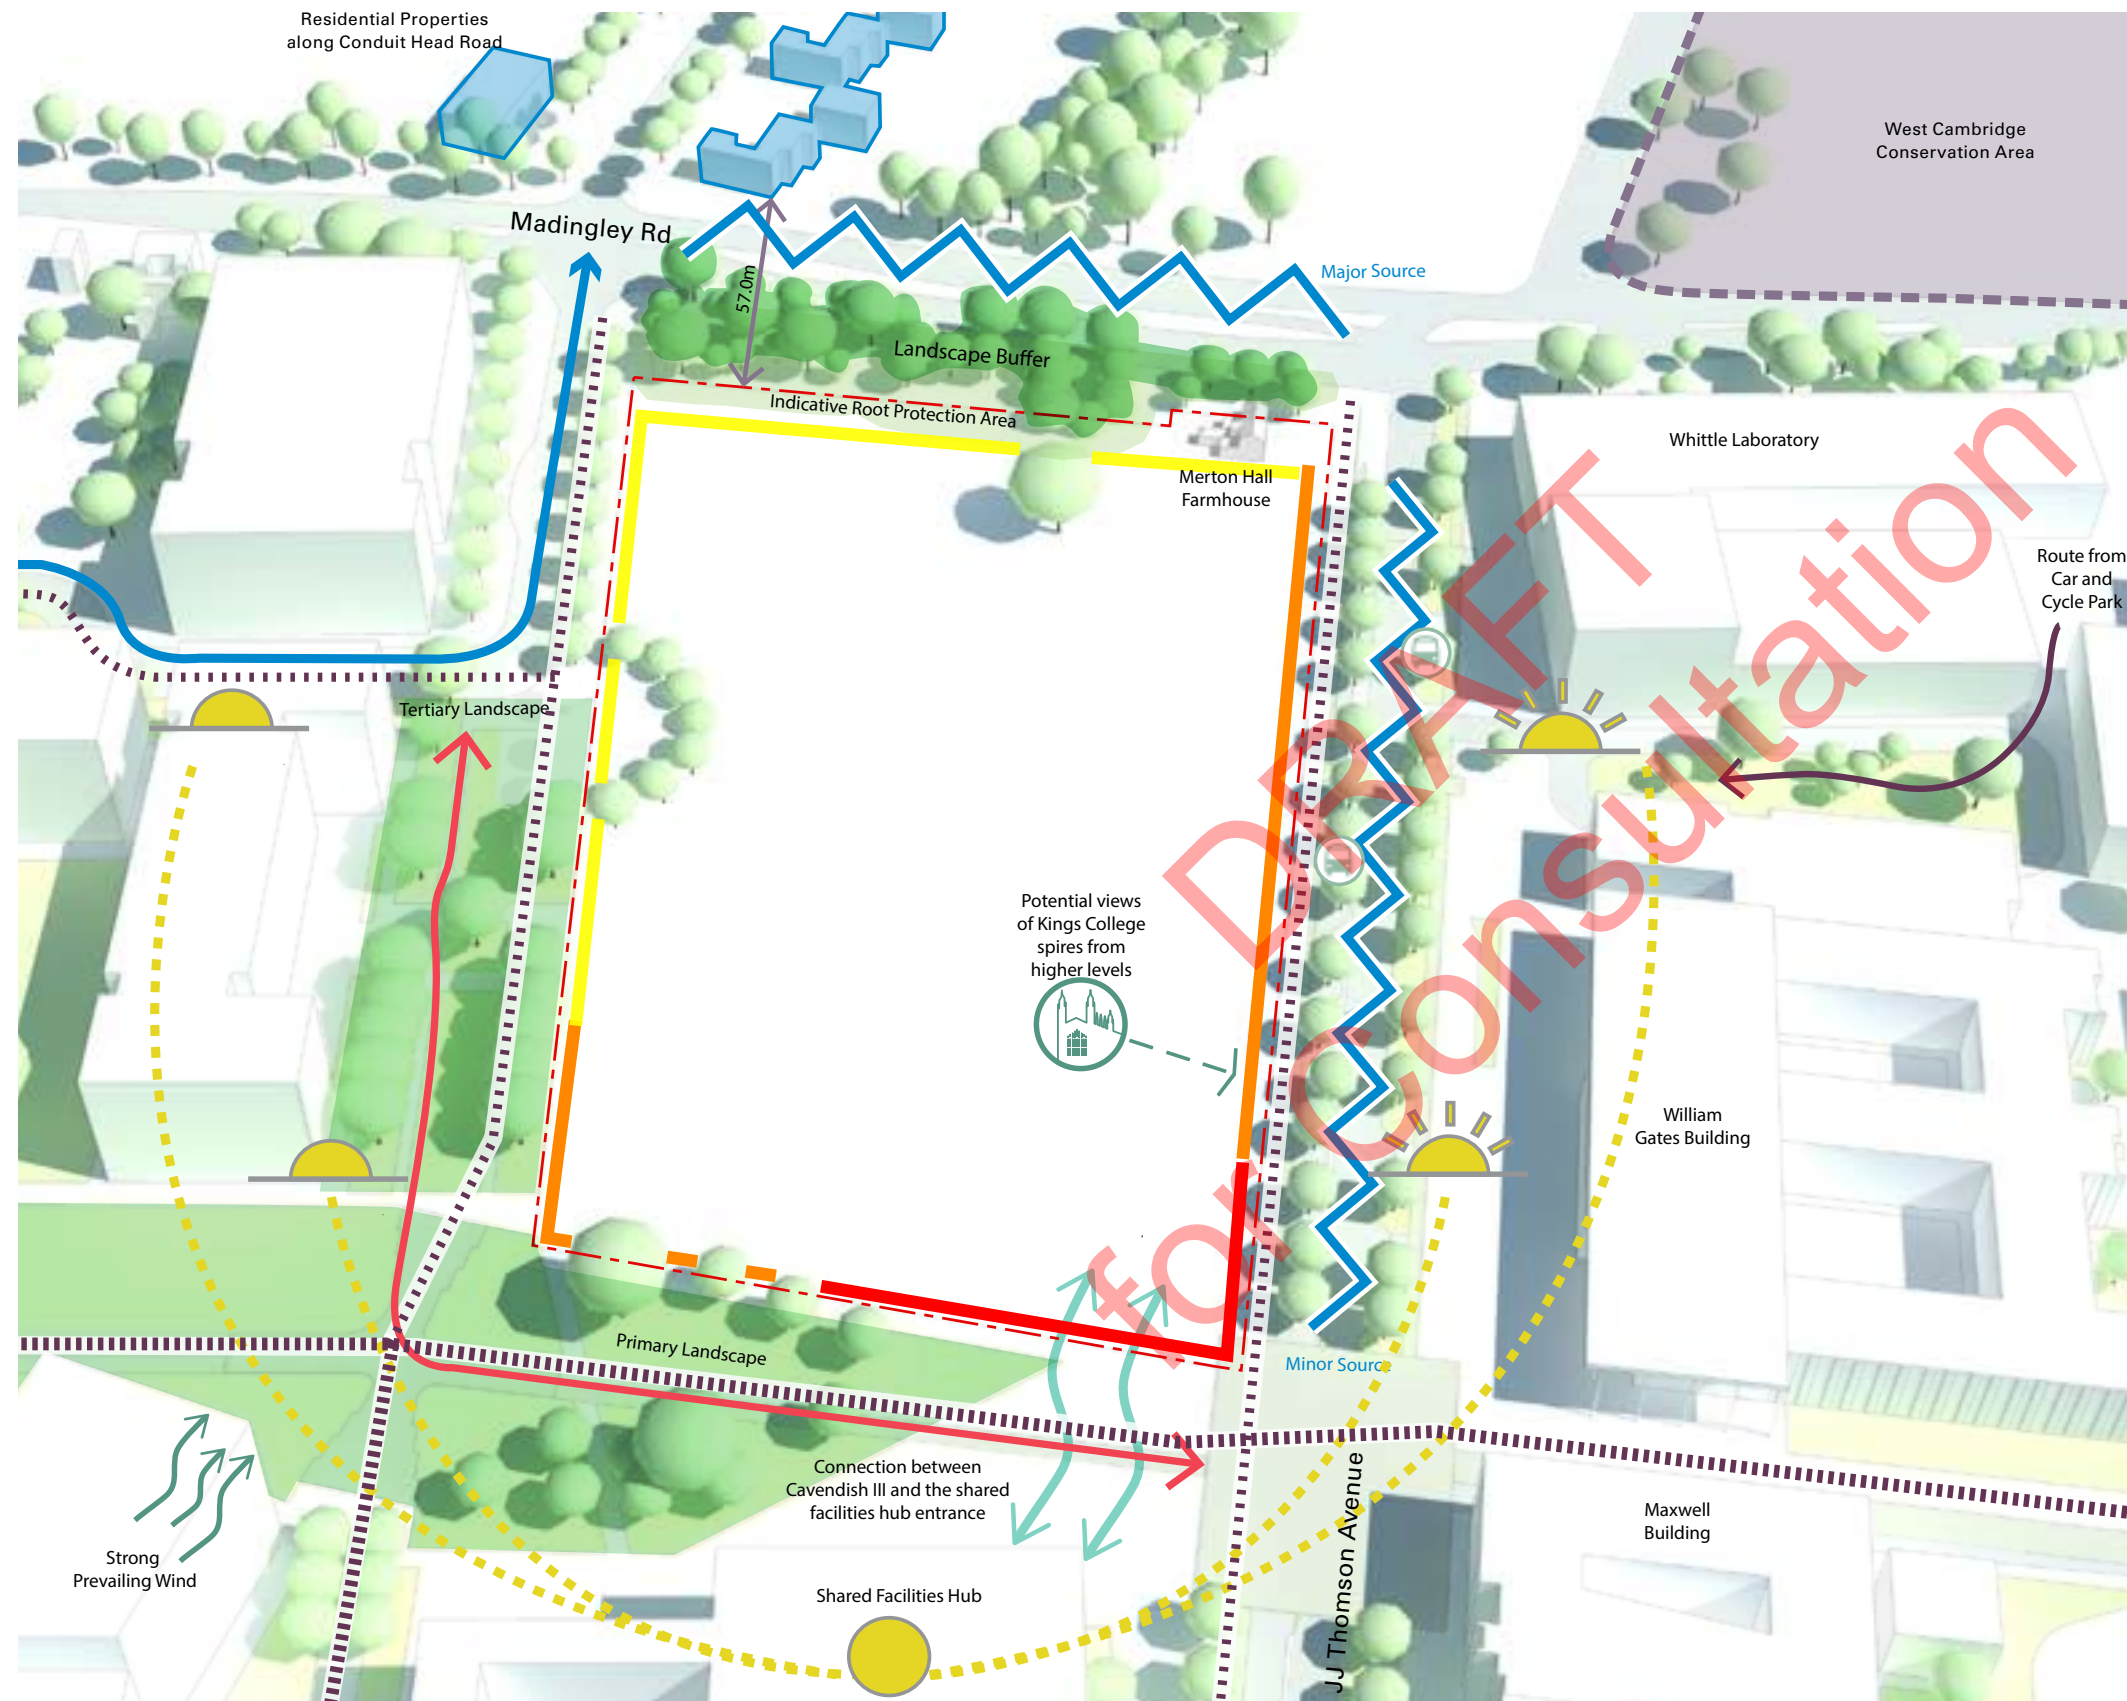 Residential Properties
along Conduit Head Road
West Cambridge
Conservation Area
Madingley Rd
Major Source
57.0m
Landscape Buffer
Indicative Root Protection Area
Merton Hall
Farmhouse
Whittle Laboratory
Route from
Car and
Cycle Park
Tertiary Landscape
DRAFT
for Consultation
Potential views
of Kings College
spires from
higher levels
William
Gates Building
Primary Landscape
Minor Source
Connection between
Cavendish III and the shared
facilities hub entrance
JJ Thomson Avenue
Maxwell
Building
Strong
Prevailing Wind
Shared Facilities Hub